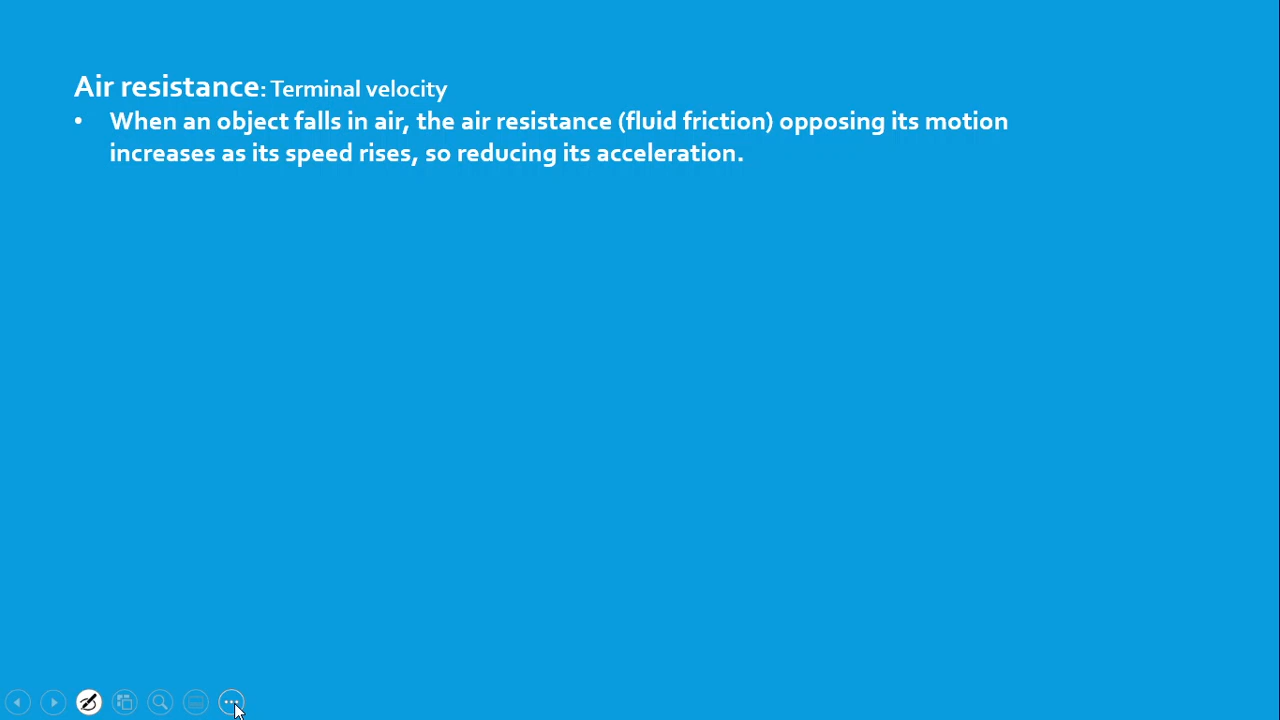 Air resistance: Terminal velocity
• When an object falls in air, the air resistance (fluid friction) opposing its motion
increases as its speed rises, so reducing its acceleration.